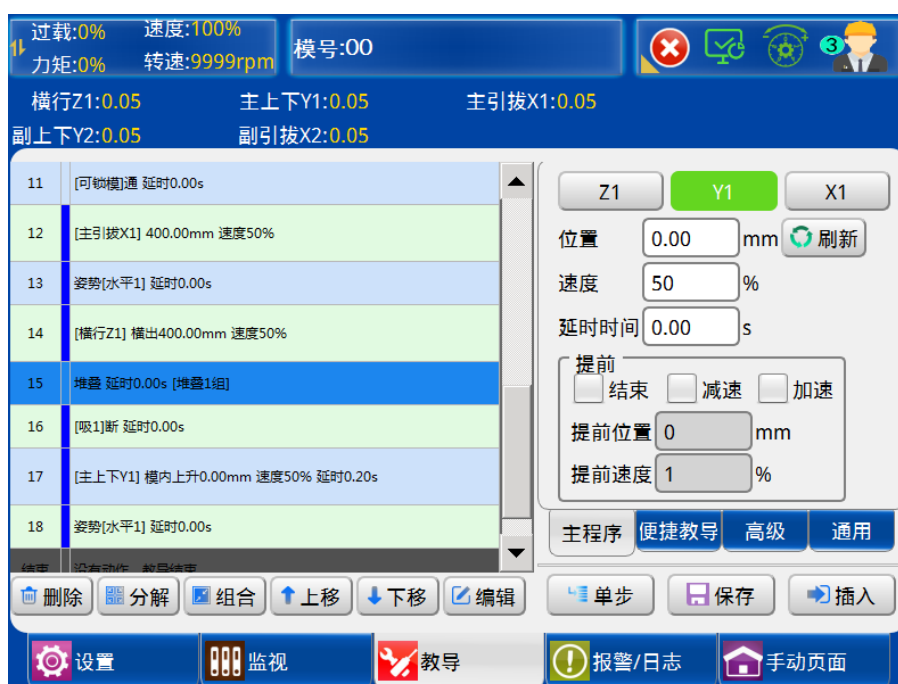 过载:0% 速度:100%
力矩:0% 转速:9999rpm
模号:00
3
横行Z1:0.05 主上下Y1:0.05 主引拔X1:0.05
副上下Y2:0.05 副引拔X2:0.05
11 [可锁模]通 延时0.00s
12 [主引拔X1] 400.00mm 速度50%
13 姿势[水平1] 延时0.00s
14 [横行Z1] 横出400.00mm 速度50%
15 堆叠 延时0.00s [堆叠1组]
16 [吸1]断 延时0.00s
17 [主上下Y1] 模内上升0.00mm 速度50% 延时0.20s
18 姿势[水平1] 延时0.00s
结束 没有动作，教导结束
Z1 Y1 X1
位置 0.00 mm 刷新
速度 50 %
延时时间 0.00 s
提前
结束 减速 加速
提前位置 0 mm
提前速度 1 %
主程序 便捷教导 高级 通用
删除 分解 组合 上移 下移 编辑 单步 保存 插入
设置 监视 教导 报警/日志 手动页面